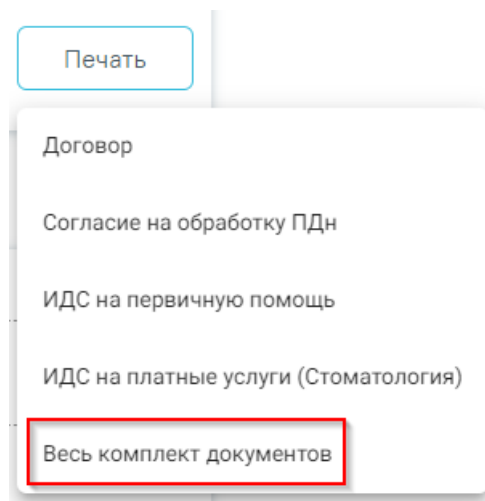 Печать
Договор
Согласие на обработку ПДн
ИДС на первичную помощь
ИДС на платные услуги (Стоматология)
Весь комплект документов